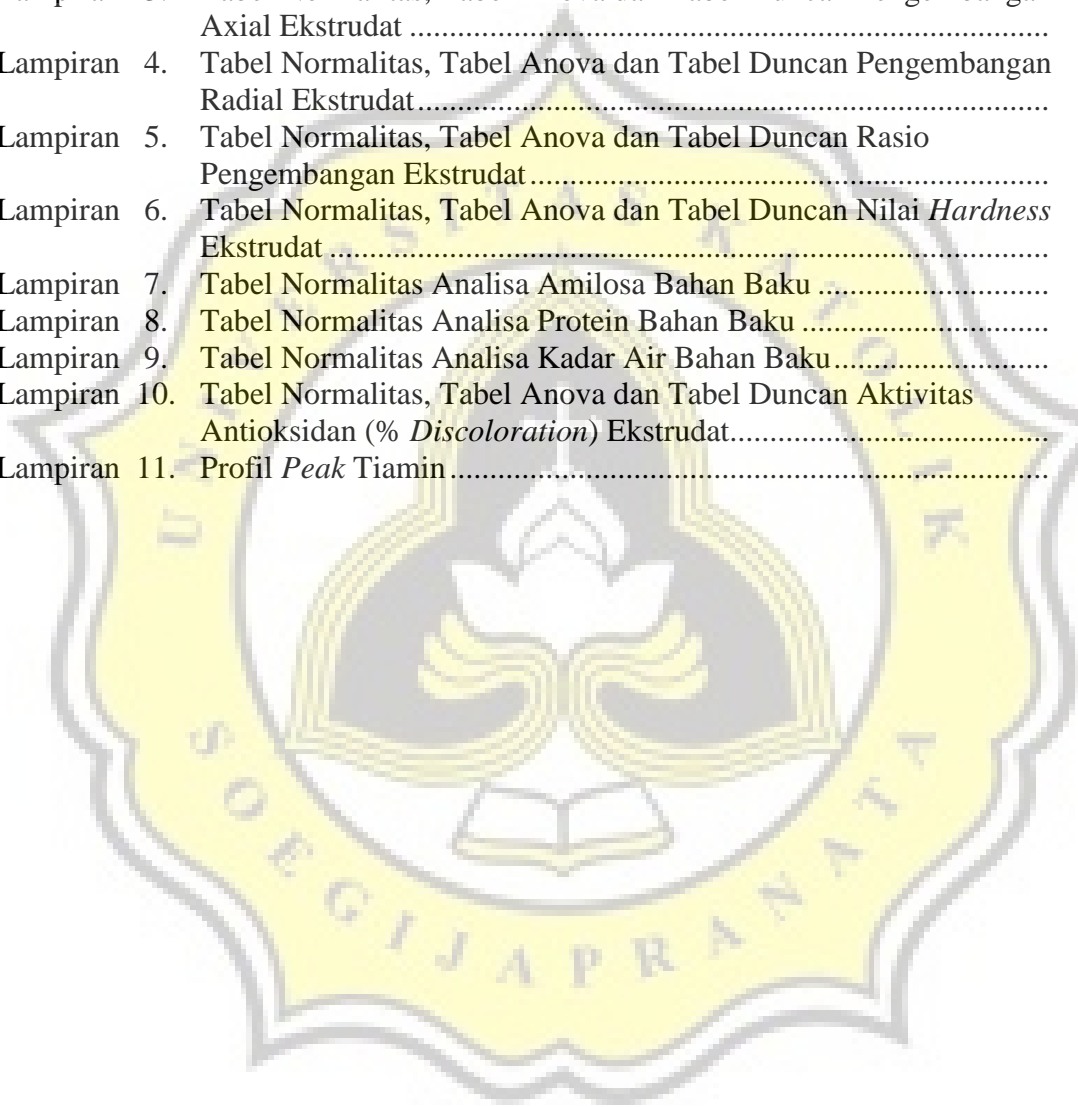 Axial Ekstrudat ................................................................................
Lampiran 4. Tabel Normalitas, Tabel Anova dan Tabel Duncan Pengembangan
Radial Ekstrudat...............................................................................
Lampiran 5. Tabel Normalitas, Tabel Anova dan Tabel Duncan Rasio
Pengembangan Ekstrudat.................................................................
Lampiran 6. Tabel Normalitas, Tabel Anova dan Tabel Duncan Nilai Hardness
Ekstrudat ..........................................................................................
Lampiran 7. Tabel Normalitas Analisa Amilosa Bahan Baku .............................
Lampiran 8. Tabel Normalitas Analisa Protein Bahan Baku ...............................
Lampiran 9. Tabel Normalitas Analisa Kadar Air Bahan Baku...........................
Lampiran 10. Tabel Normalitas, Tabel Anova dan Tabel Duncan Aktivitas
Antioksidan (% Discoloration) Ekstrudat........................................
Lampiran 11. Profil Peak Tiamin...........................................................................
UNIVERSITAS KATOLIK
SOEGIJAPRANATA